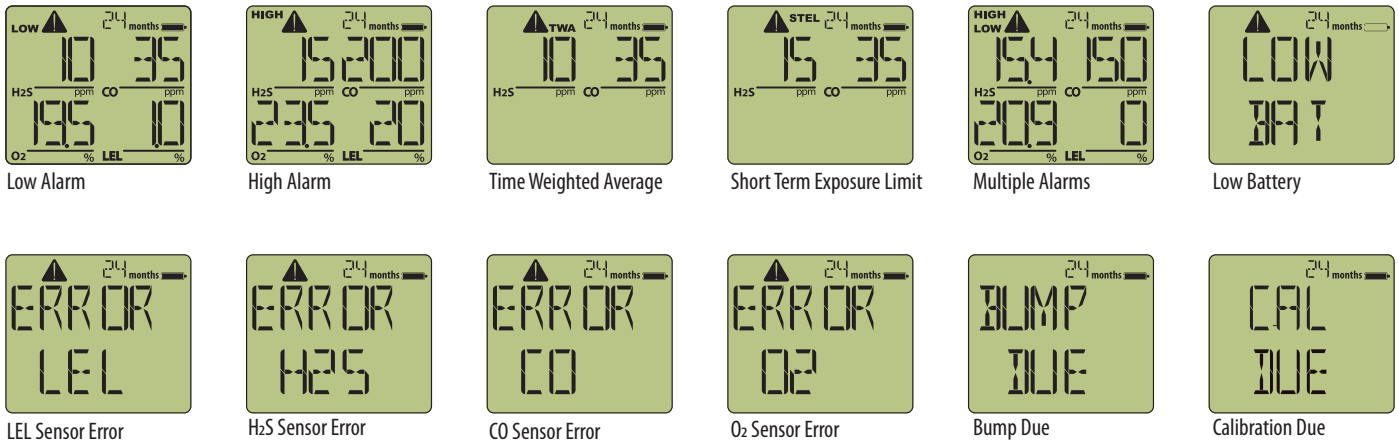 LOW 24 months
10 35
H2S ppm CO ppm
19.5 1.0
O2 % LEL %
Low Alarm
HIGH 24 months
15 200
H2S ppm CO ppm
23.5 20
O2 % LEL %
High Alarm
TWA 24 months
10 35
H2S ppm CO ppm
Time Weighted Average
STEL 24 months
15 35
H2S ppm CO ppm
Short Term Exposure Limit
HIGH 24 months
LOW
15.4 150
H2S ppm CO ppm
20.9 0
O2 % LEL %
Multiple Alarms
24 months
LOW
BAT
Low Battery
24 months
ERROR
LEL
LEL Sensor Error
24 months
ERROR
H2S
H2S Sensor Error
24 months
ERROR
CO
CO Sensor Error
24 months
ERROR
O2
O2 Sensor Error
24 months
BUMP
DUE
Bump Due
24 months
CAL
DUE
Calibration Due